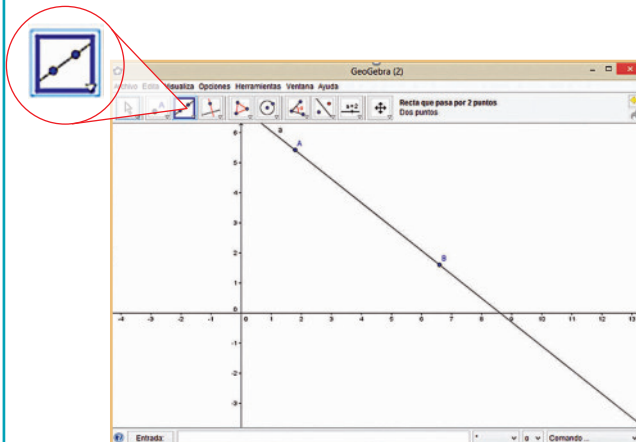 GeoGebra (2)
Archivo Edita Visualiza Opciones Herramientas Ventana Ayuda
A
a=2
Recta que pasa por 2 puntos
Dos puntos
a
A
B
6
5
4
3
2
1
0
-4 -3 -2 -1 0 1 2 3 4 5 6 7 8 9 10 11 12 13
-1
-2
-3
Entrada:
α
Comando ...